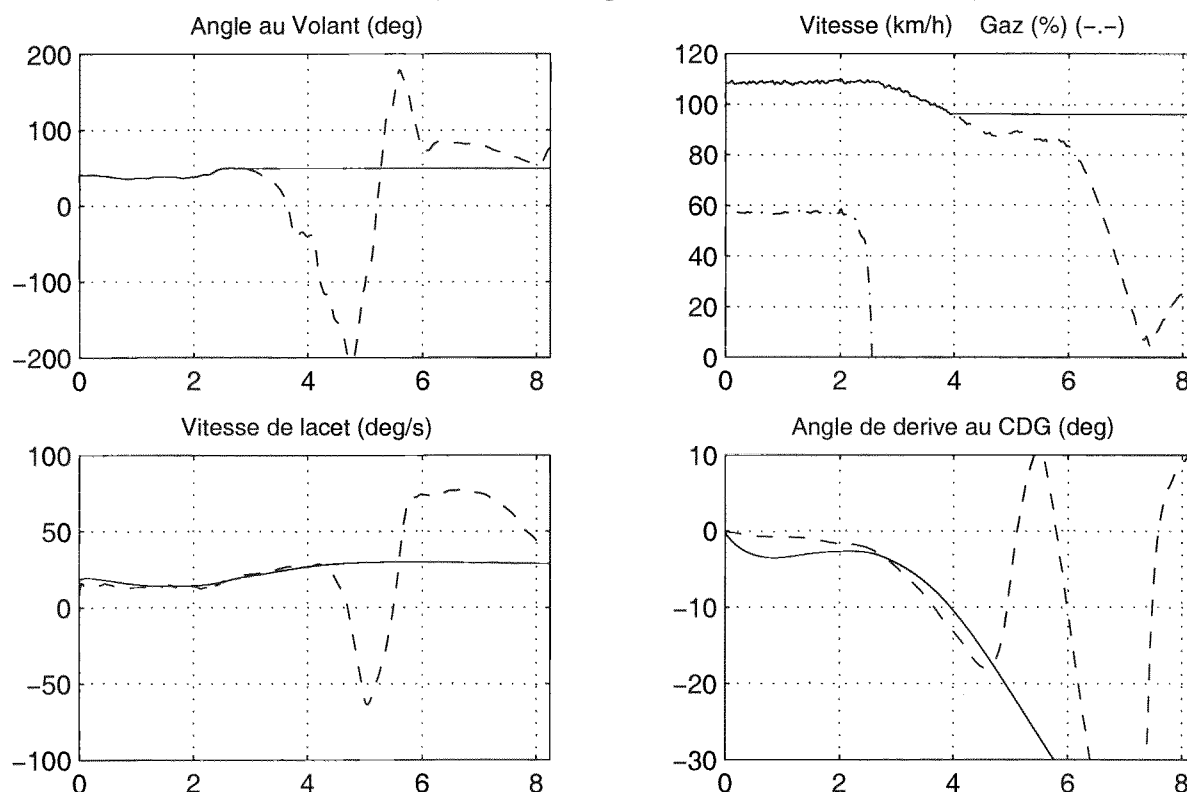 Angle au Volant (deg)
200
100
0
−100
−200
0 2 4 6 8
Vitesse (km/h) Gaz (%) (−.−)
120
100
80
60
40
20
0
0 2 4 6 8
Vitesse de lacet (deg/s)
100
50
0
−50
−100
0 2 4 6 8
Angle de derive au CDG (deg)
10
0
−10
−20
−30
0 2 4 6 8